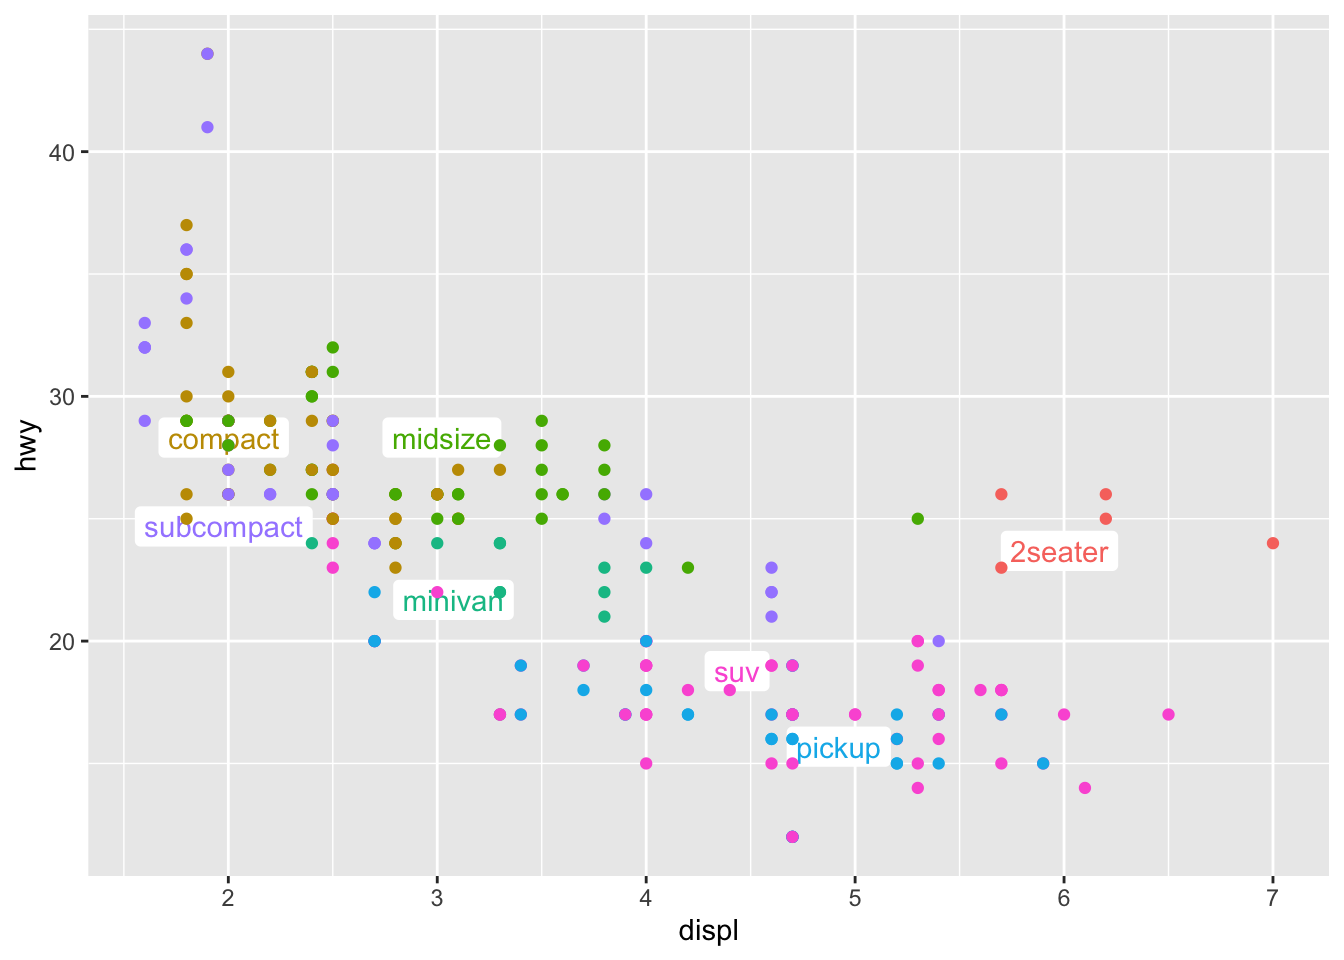 40
30
20
hwy
compact
midsize
subcompact
2seater
minivan
suv
pickup
2 3 4 5 6 7
displ